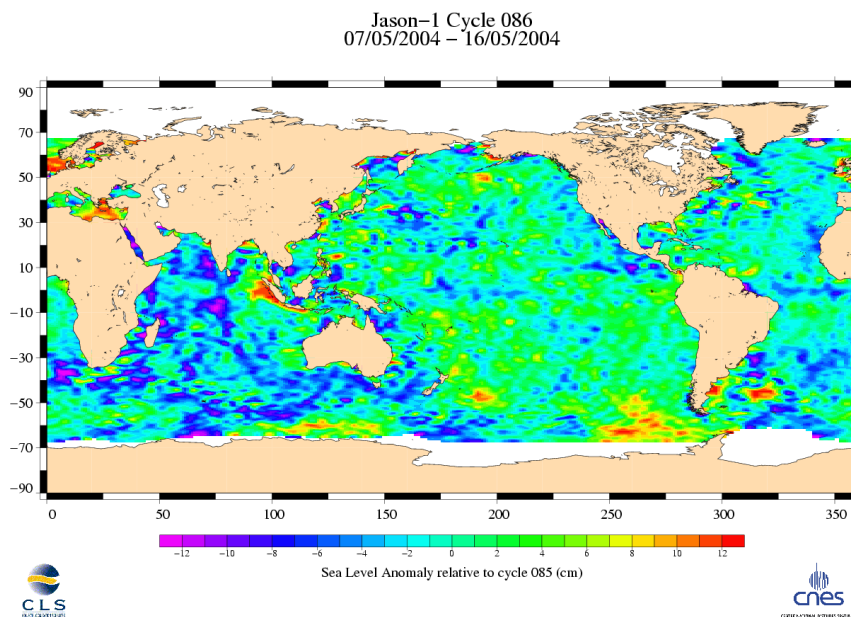 Jason-1 Cycle 086
07/05/2004 – 16/05/2004
90
70
50
30
10
−10
−30
−50
−70
−90
0 50 100 150 200 250 300 350
−12 −10 −8 −6 −4 −2 0 2 4 6 8 10 12
Sea Level Anomaly relative to cycle 085 (cm)
CLS
cnes